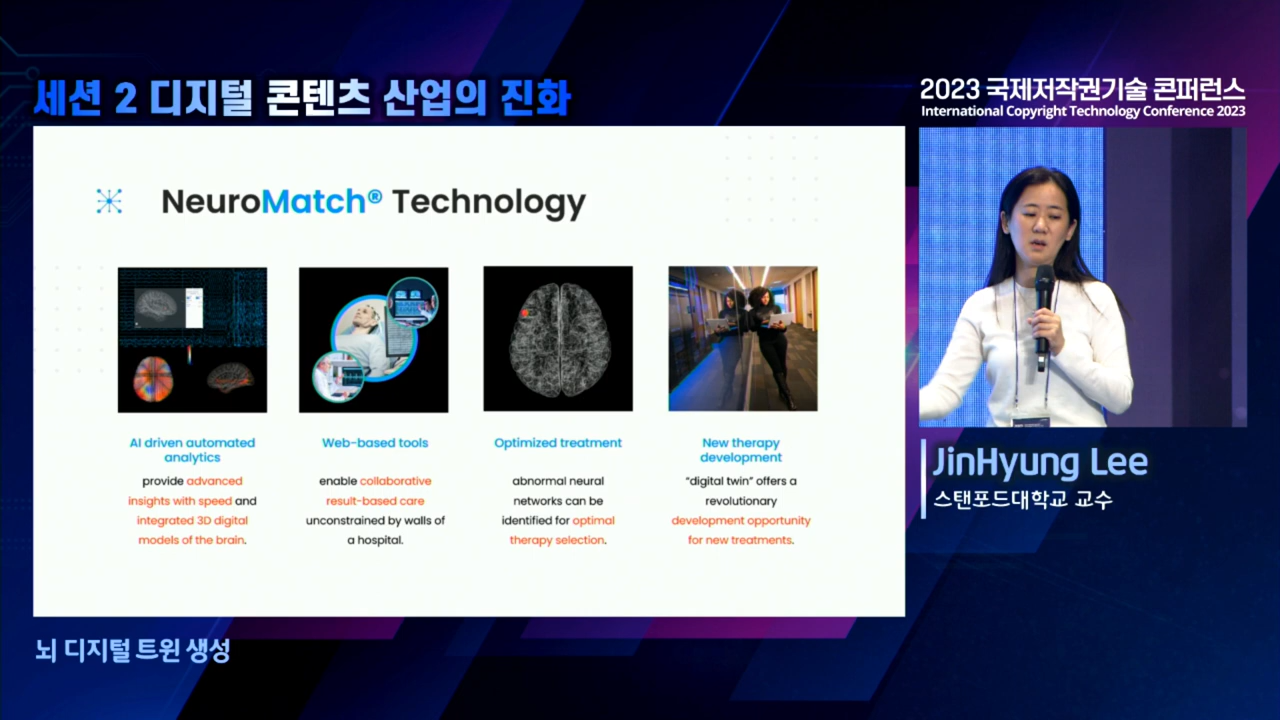 세션 2 디지털 콘텐츠 산업의 진화
2023 국제저작권기술 콘퍼런스
International Copyright Technology Conference 2023
NeuroMatch® Technology
AI driven automated
analytics
provide advanced
insights with speed and
integrated 3D digital
models of the brain.
Web-based tools
enable collaborative
result-based care
unconstrained by walls of
a hospital.
Optimized treatment
abnormal neural
networks can be
identified for optimal
therapy selection.
New therapy
development
“digital twin” offers a
revolutionary
development opportunity
for new treatments.
JinHyung Lee
스탠포드대학교 교수
뇌 디지털 트윈 생성